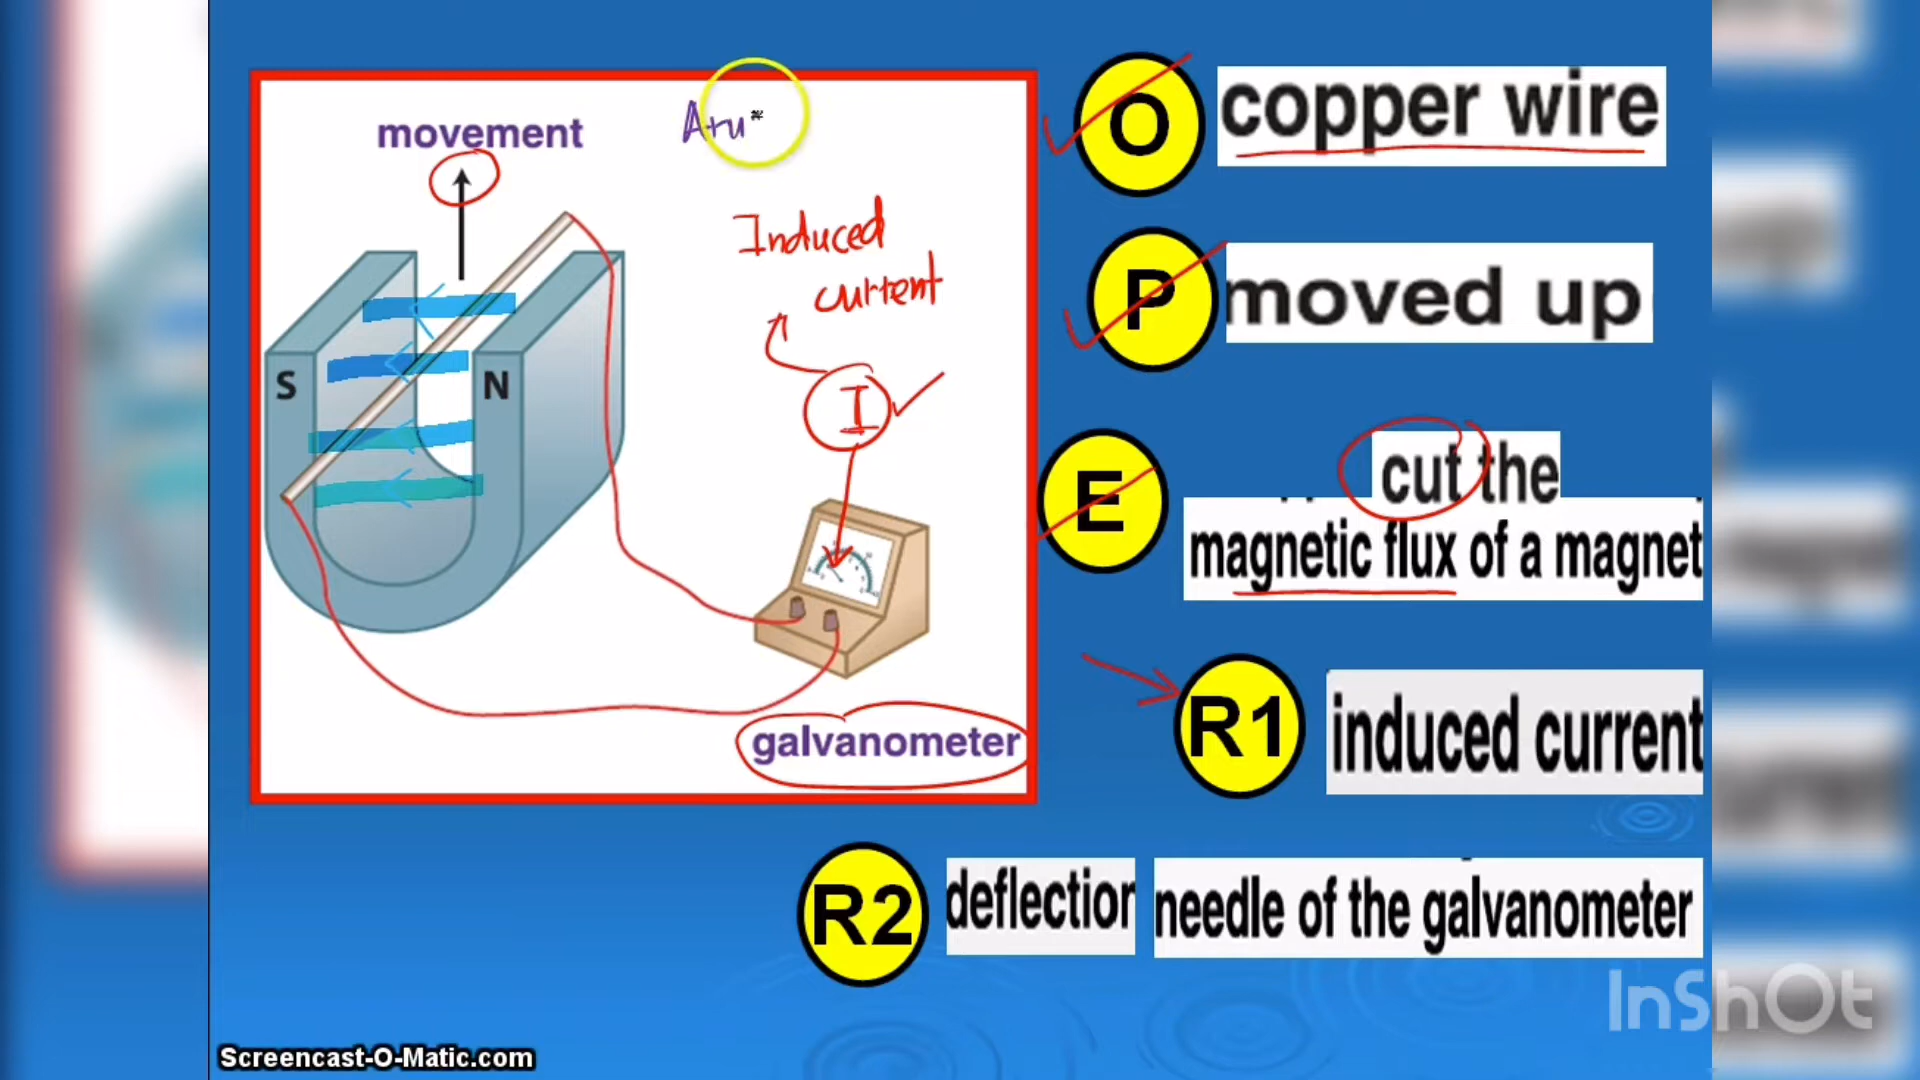 movement
Aru
Induced
current
S
N
I
galvanometer
O copper wire
P moved up
E cut the
magnetic flux of a magnet
R1 induced current
R2 deflection needle of the galvanometer
InShOt
Screencast-O-Matic.com